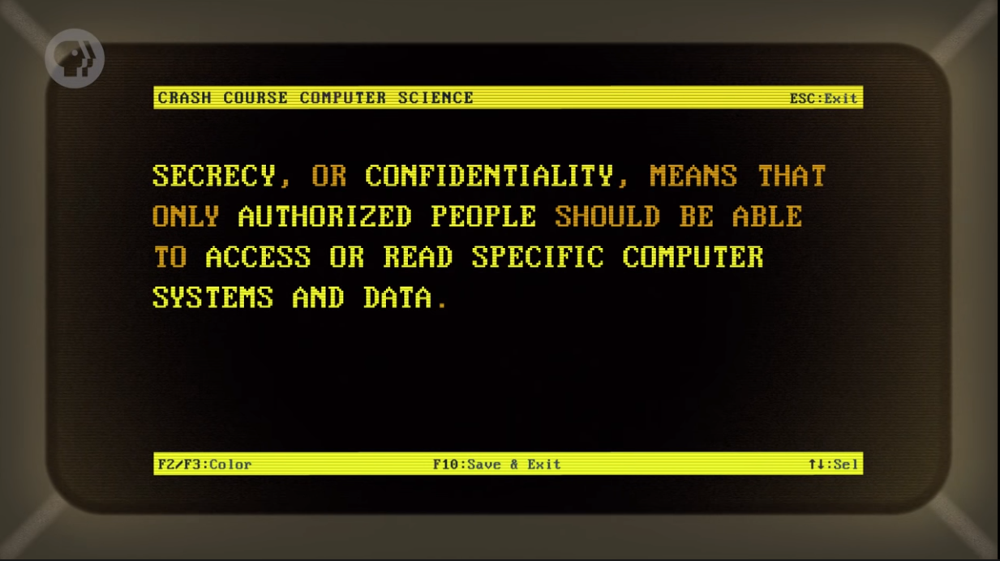 CRASH COURSE COMPUTER SCIENCE ESC:Exit
SECRECY, OR CONFIDENTIALITY, MEANS THAT
ONLY AUTHORIZED PEOPLE SHOULD BE ABLE
TO ACCESS OR READ SPECIFIC COMPUTER
SYSTEMS AND DATA.
F2/F3:Color F10:Save & Exit ↑↓:Sel